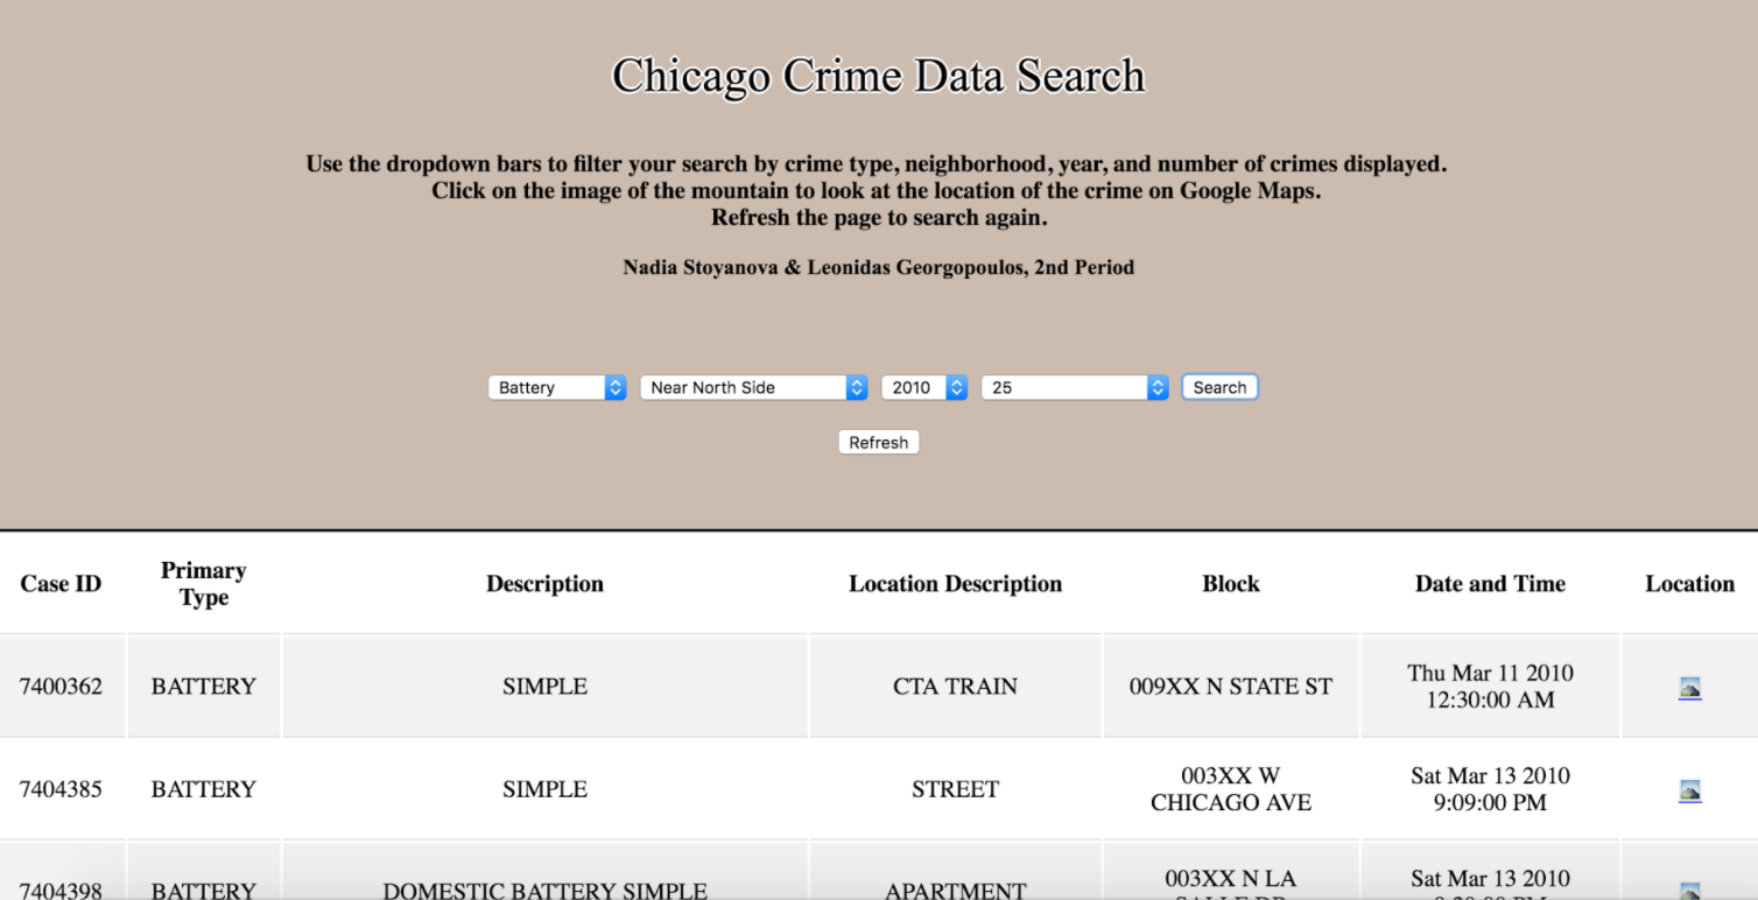 Chicago Crime Data Search
Use the dropdown bars to filter your search by crime type, neighborhood, year, and number of crimes displayed.
Click on the image of the mountain to look at the location of the crime on Google Maps.
Refresh the page to search again.
Nadia Stoyanova & Leonidas Georgopoulos, 2nd Period
Battery Near North Side 2010 25 Search
Refresh
Case ID Primary Type Description Location Description Block Date and Time Location
7400362 BATTERY SIMPLE CTA TRAIN 009XX N STATE ST Thu Mar 11 2010 12:30:00 AM
7404385 BATTERY SIMPLE STREET 003XX W CHICAGO AVE Sat Mar 13 2010 9:09:00 PM
7404398 BATTERY DOMESTIC BATTERY SIMPLE APARTMENT 003XX N LA Sat Mar 13 2010